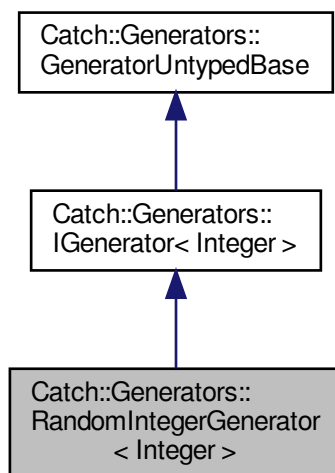 Catch::Generators::
GeneratorUntypedBase
Catch::Generators::
IGenerator< Integer >
Catch::Generators::
RandomIntegerGenerator
< Integer >